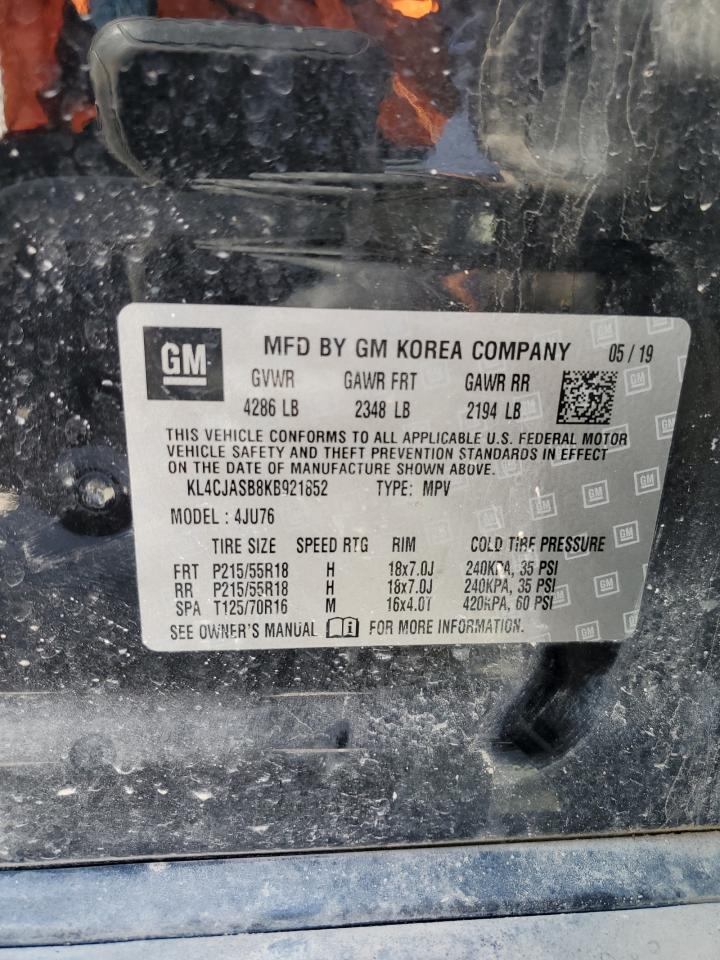 GM MFD BY GM KOREA COMPANY 05 / 19
GVWR GAWR FRT GAWR RR
4286 LB 2348 LB 2194 LB
THIS VEHICLE CONFORMS TO ALL APPLICABLE U.S. FEDERAL MOTOR
VEHICLE SAFETY AND THEFT PREVENTION STANDARDS IN EFFECT
ON THE DATE OF MANUFACTURE SHOWN ABOVE.
KL4CJASB8KB921852 TYPE: MPV
MODEL : 4JU76
TIRE SIZE SPEED RTG RIM COLD TIRE PRESSURE
FRT P215/55R18 H 18x7.0J 240KPA, 35 PSI
RR P215/55R18 H 18x7.0J 240KPA, 35 PSI
SPA T125/70R16 M 16x4.0T 420KPA, 60 PSI
SEE OWNER'S MANUAL FOR MORE INFORMATION.